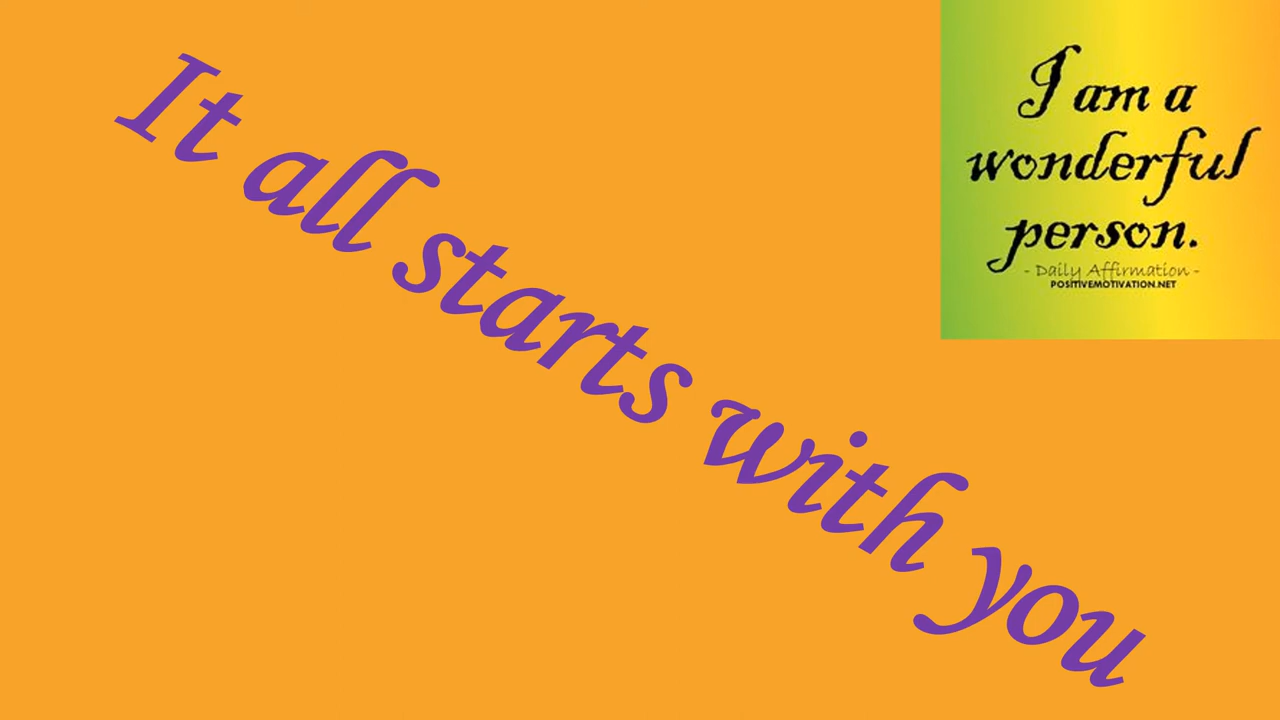 It all starts with you
I am a
wonderful
person.
- Daily Affirmation -
POSITIVEMOTIVATION.NET